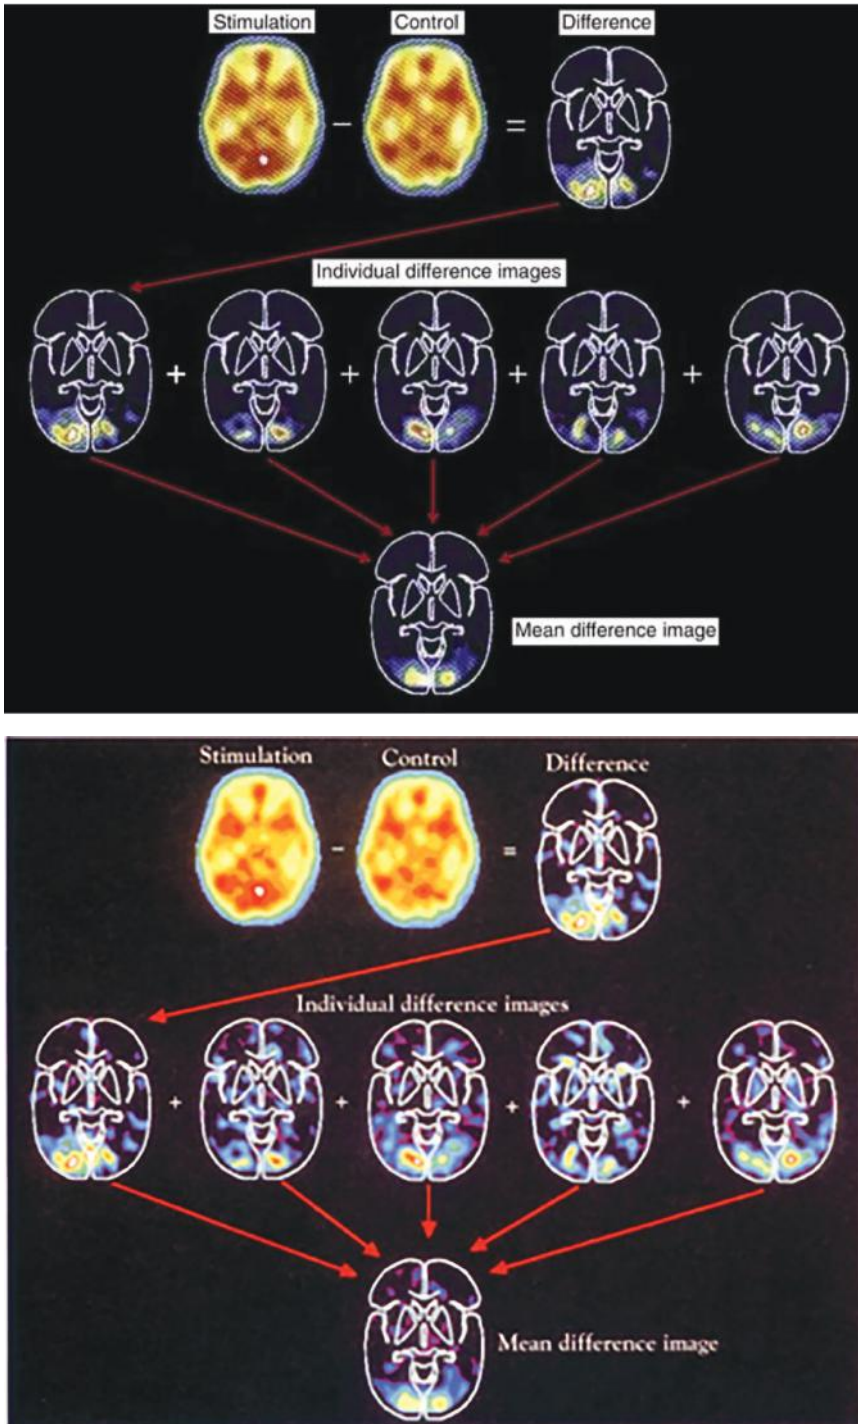 Stimulation Control Difference
− =
Individual difference images
+ + + +
Mean difference image
Stimulation Control Difference
- =
Individual difference images
+ + + +
Mean difference image